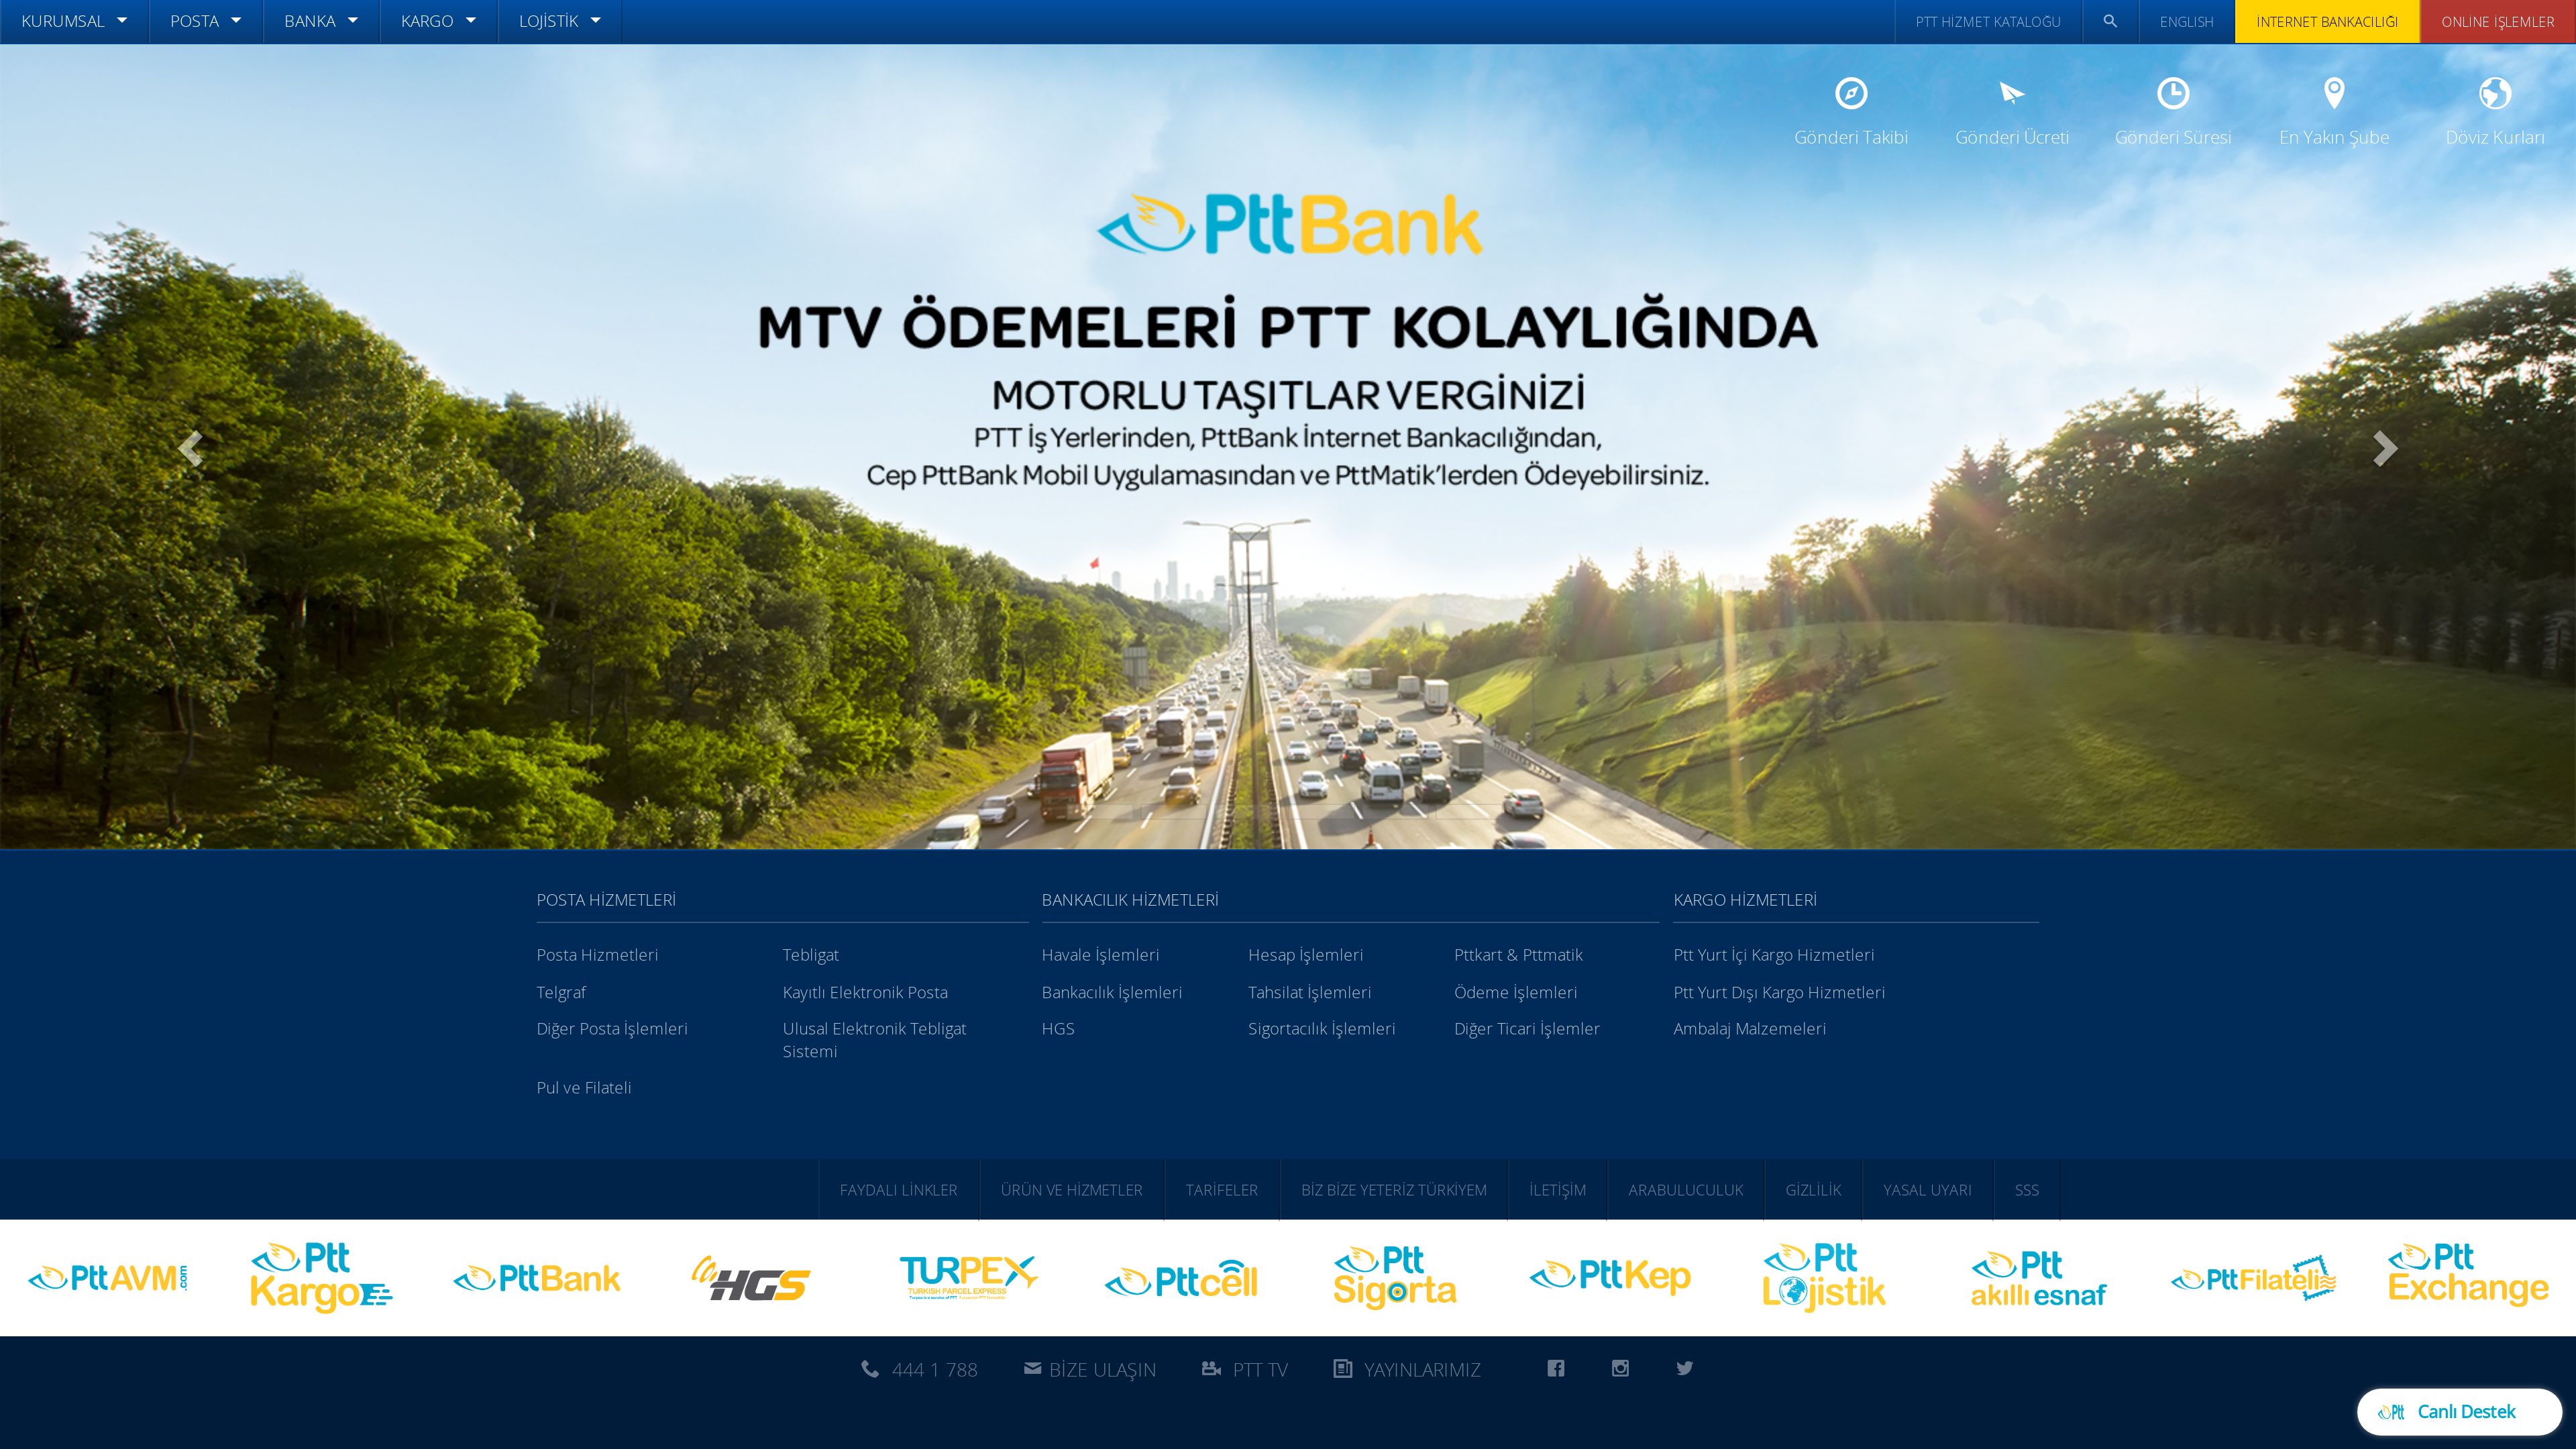 KURUMSAL
POSTA
BANKA
KARGO
LOJİSTİK
PTT HİZMET KATALOĞU
ENGLISH
İNTERNET BANKACILIĞI
ONLİNE İŞLEMLER
Gönderi Takibi
Gönderi Ücreti
Gönderi Süresi
En Yakın Şube
Döviz Kurları
PttBank
MTV ÖDEMELERİ PTT KOLAYLIĞINDA
MOTORLU TAŞITLAR VERGİNİZİ
PTT İş Yerlerinden, PttBank İnternet Bankacılığından,
Cep PttBank Mobil Uygulamasından ve PttMatik'lerden Ödeyebilirsiniz.
POSTA HİZMETLERİ
Posta Hizmetleri
Tebligat
Telgraf
Kayıtlı Elektronik Posta
Diğer Posta İşlemleri
Ulusal Elektronik Tebligat
Sistemi
Pul ve Filateli
BANKACILIK HİZMETLERİ
Havale İşlemleri
Hesap İşlemleri
Pttkart & Pttmatik
Bankacılık İşlemleri
Tahsilat İşlemleri
Ödeme İşlemleri
HGS
Sigortacılık İşlemleri
Diğer Ticari İşlemler
KARGO HİZMETLERİ
Ptt Yurt İçi Kargo Hizmetleri
Ptt Yurt Dışı Kargo Hizmetleri
Ambalaj Malzemeleri
FAYDALI LİNKLER
ÜRÜN VE HİZMETLER
TARİFELER
BİZ BİZE YETERİZ TÜRKİYEM
İLETİŞİM
ARABULUCULUK
GİZLİLİK
YASAL UYARI
SSS
PttAVM.com
Ptt
Kargo
PttBank
HGS
TURPEX
TURKISH PARCEL EXPRESS
Pttcell
Ptt
Sigorta
PttKep
Ptt
Lojistik
Ptt
akıllı esnaf
PttFilateli
Ptt
Exchange
444 1 788
BİZE ULAŞIN
PTT TV
YAYINLARIMIZ
Ptt
Canlı Destek